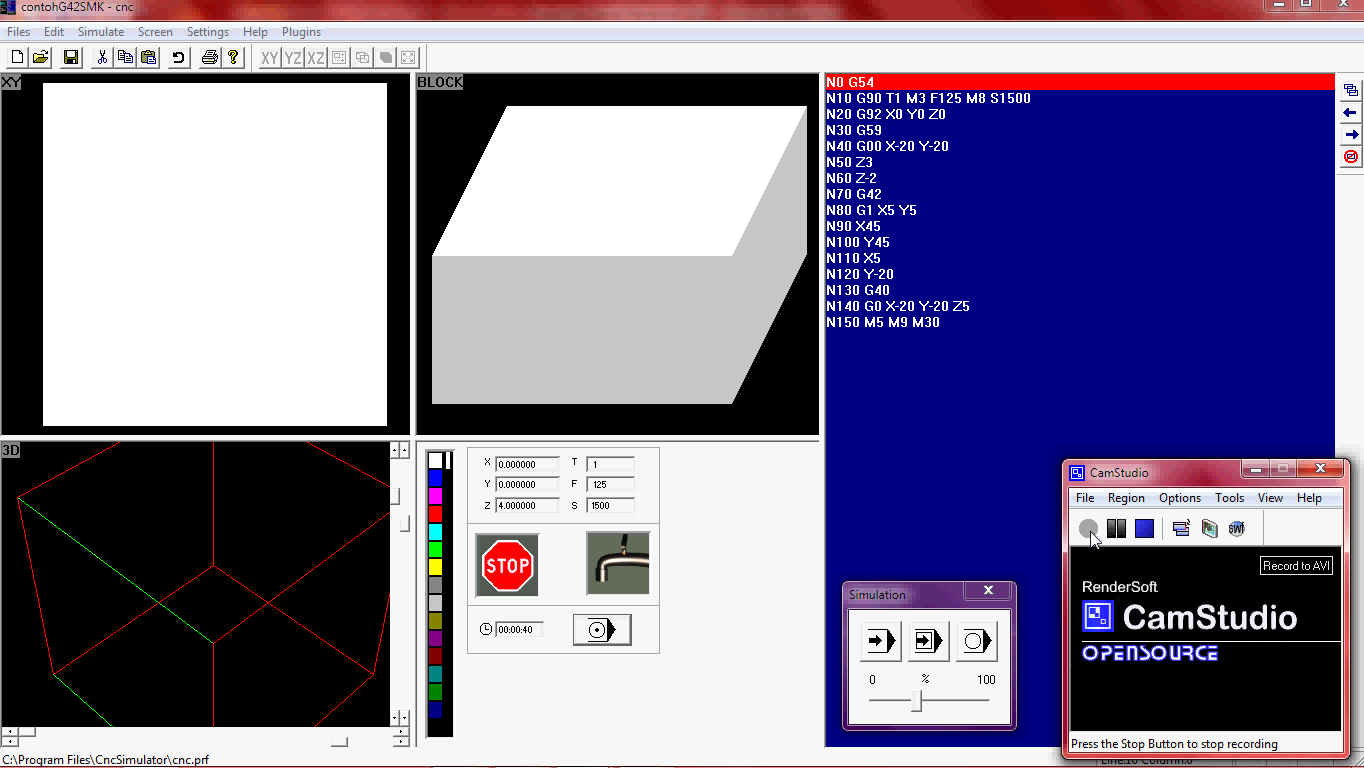 contohG42SMK - cnc
Files Edit Simulate Screen Settings Help Plugins
XY YZ XZ
XY
BLOCK
N0 G54
N10 G90 T1 M3 F125 M8 S1500
N20 G92 X0 Y0 Z0
N30 G59
N40 G00 X-20 Y-20
N50 Z3
N60 Z-2
N70 G42
N80 G1 X5 Y5
N90 X45
N100 Y45
N110 X5
N120 Y-20
N130 G40
N140 G0 X-20 Y-20 Z5
N150 M5 M9 M30
3D
X 0.000000 T 1
Y 0.000000 F 125
Z 4.000000 S 1500
STOP
00:00:40
Simulation
0 % 100
CamStudio
File Region Options Tools View Help
SWF
Record to AVI
RenderSoft
CamStudio
OPENSOURCE
Press the Stop Button to stop recording
C:\Program Files\CncSimulator\cnc.prf
Line:10 Column:0